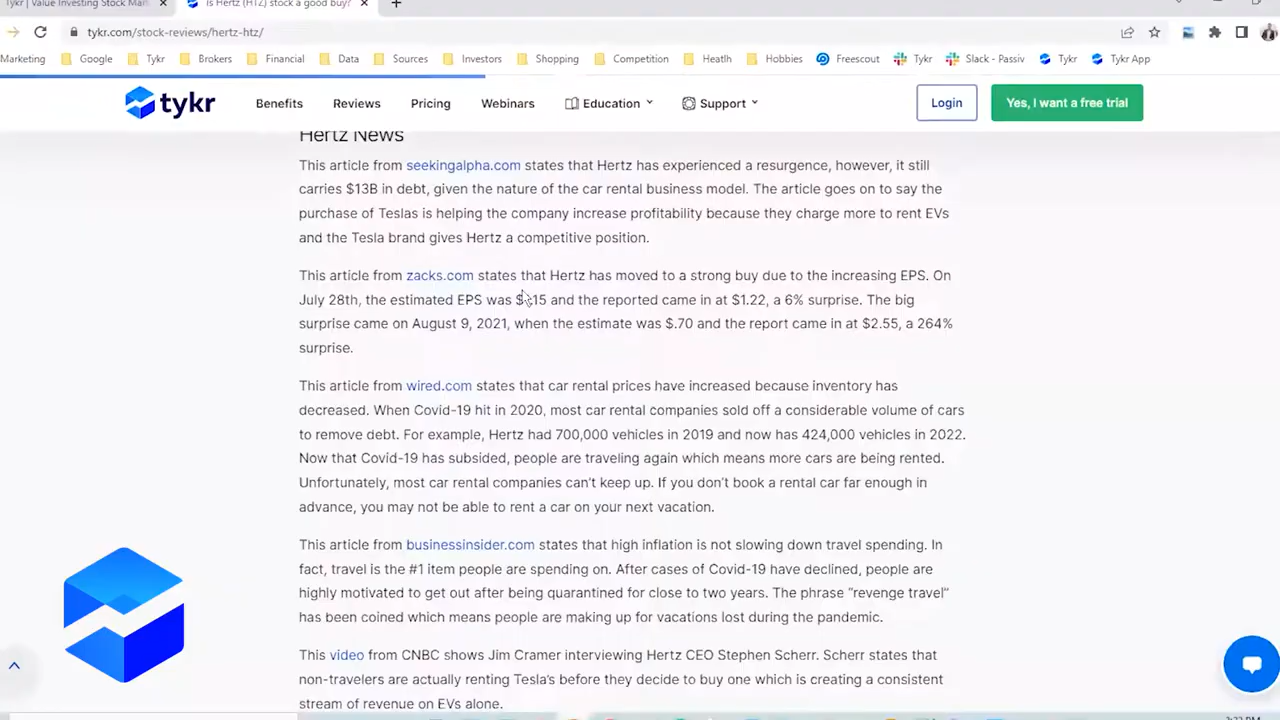 Tykr | Value Investing Stock Mar
Is Hertz (HTZ) stock a good buy?
tykr.com/stock-reviews/hertz-htz/
Marketing Google Tykr Brokers Financial Data Sources Investors Shopping Competition Heatlh Hobbies Freescout Tykr Slack - Passiv Tykr Tykr App
tykr Benefits Reviews Pricing Webinars Education Support Login Yes, I want a free trial
Hertz News
This article from seekingalpha.com states that Hertz has experienced a resurgence, however, it still
carries $13B in debt, given the nature of the car rental business model. The article goes on to say the
purchase of Teslas is helping the company increase profitability because they charge more to rent EVs
and the Tesla brand gives Hertz a competitive position.
This article from zacks.com states that Hertz has moved to a strong buy due to the increasing EPS. On
July 28th, the estimated EPS was and the reported came in at $1.22, a 6% surprise. The big
surprise came on August 9, 2021, when the estimate was $.70 and the report came in at $2.55, a 264%
surprise.
This article from wired.com states that car rental prices have increased because inventory has
decreased. When Covid-19 hit in 2020, most car rental companies sold off a considerable volume of cars
to remove debt. For example, Hertz had 700,000 vehicles in 2019 and now has 424,000 vehicles in 2022.
Now that Covid-19 has subsided, people are traveling again which means more cars are being rented.
Unfortunately, most car rental companies can't keep up. If you don't book a rental car far enough in
advance, you may not be able to rent a car on your next vacation.
This article from businessinsider.com states that high inflation is not slowing down travel spending. In
fact, travel is the #1 item people are spending on. After cases of Covid-19 have declined, people are
highly motivated to get out after being quarantined for close to two years. The phrase "revenge travel"
has been coined which means people are making up for vacations lost during the pandemic.
This video from CNBC shows Jim Cramer interviewing Hertz CEO Stephen Scherr. Scherr states that
non-travelers are actually renting Tesla's before they decide to buy one which is creating a consistent
stream of revenue on EVs alone.